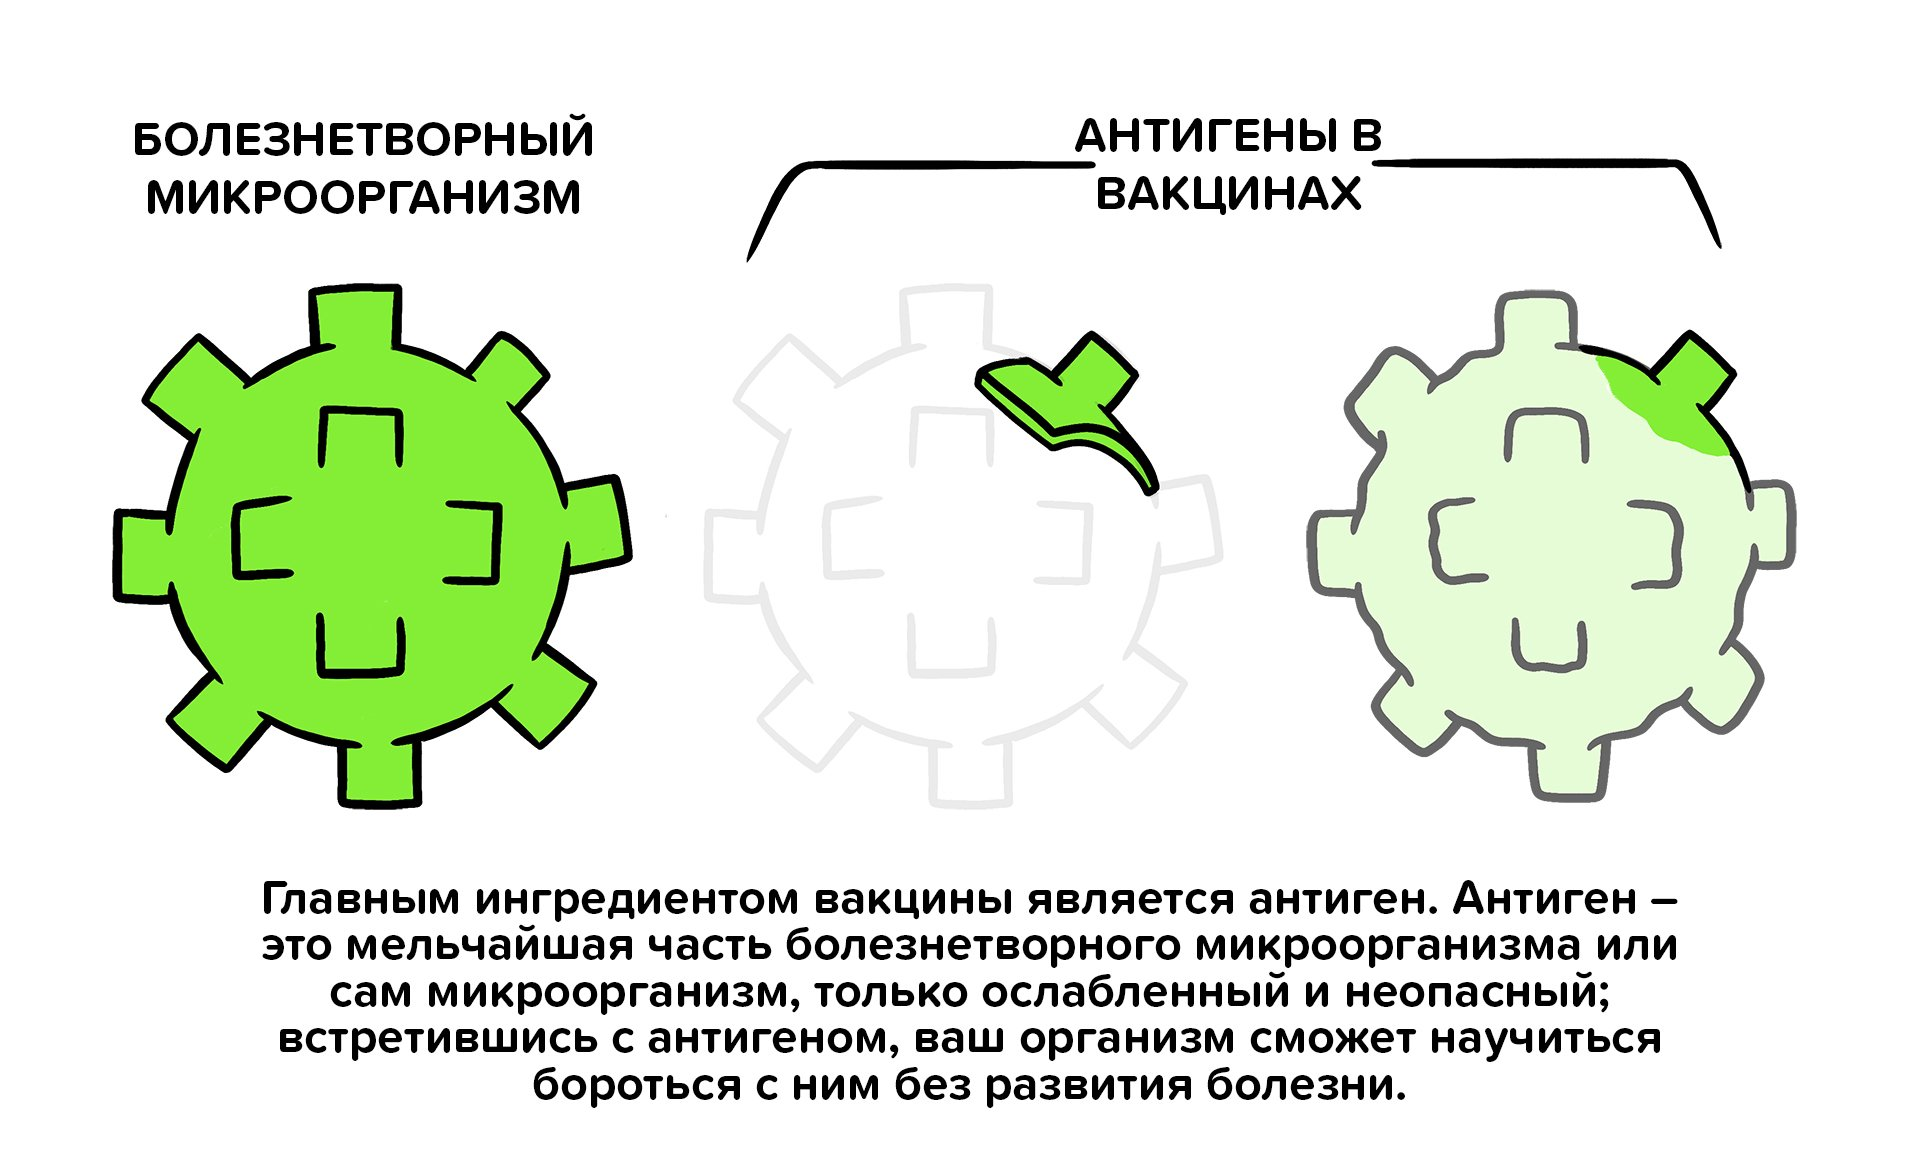 БОЛЕЗНЕТВОРНЫЙ
МИКРООРГАНИЗМ
АНТИГЕНЫ В
ВАКЦИНАХ
Главным ингредиентом вакцины является антиген. Антиген –
это мельчайшая часть болезнетворного микроорганизма или
сам микроорганизм, только ослабленный и неопасный;
встретившись с антигеном, ваш организм сможет научиться
бороться с ним без развития болезни.